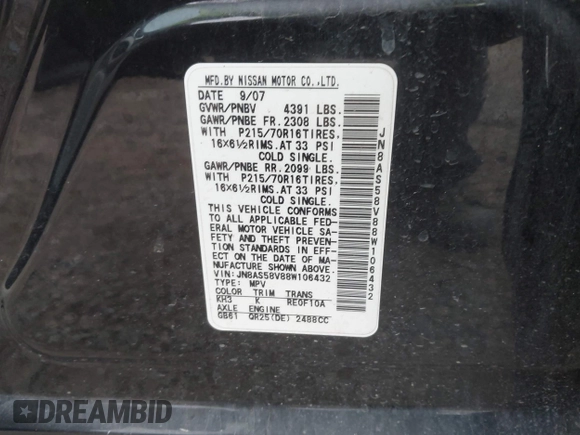 MFD.BY NISSAN MOTOR CO.,LTD.
DATE 9/07
GVWR/PNBV 4391 LBS.
GAWR/PNBE FR. 2308 LBS.
WITH P215/70R16TIRES,
16X6½RIMS.AT 33 PSI
COLD SINGLE.
GAWR/PNBE RR. 2099 LBS.
WITH P215/70R16TIRES,
16X6½RIMS.AT 33 PSI
COLD SINGLE.
THIS VEHICLE CONFORMS
TO ALL APPLICABLE FED-
ERAL MOTOR VEHICLE SA-
FETY AND THEFT PREVEN-
TION STANDARDS IN EFF-
ECT ON THE DATE OF MA-
NUFACTURE SHOWN ABOVE.
VIN : JN8AS58V88W106432
TYPE: MPV
COLOR TRIM TRANS
KH3 K RE0F10A
AXLE ENGINE
GB61 QR25(DE) 2488CC
JN8AS58V88W106432
DREAMBID